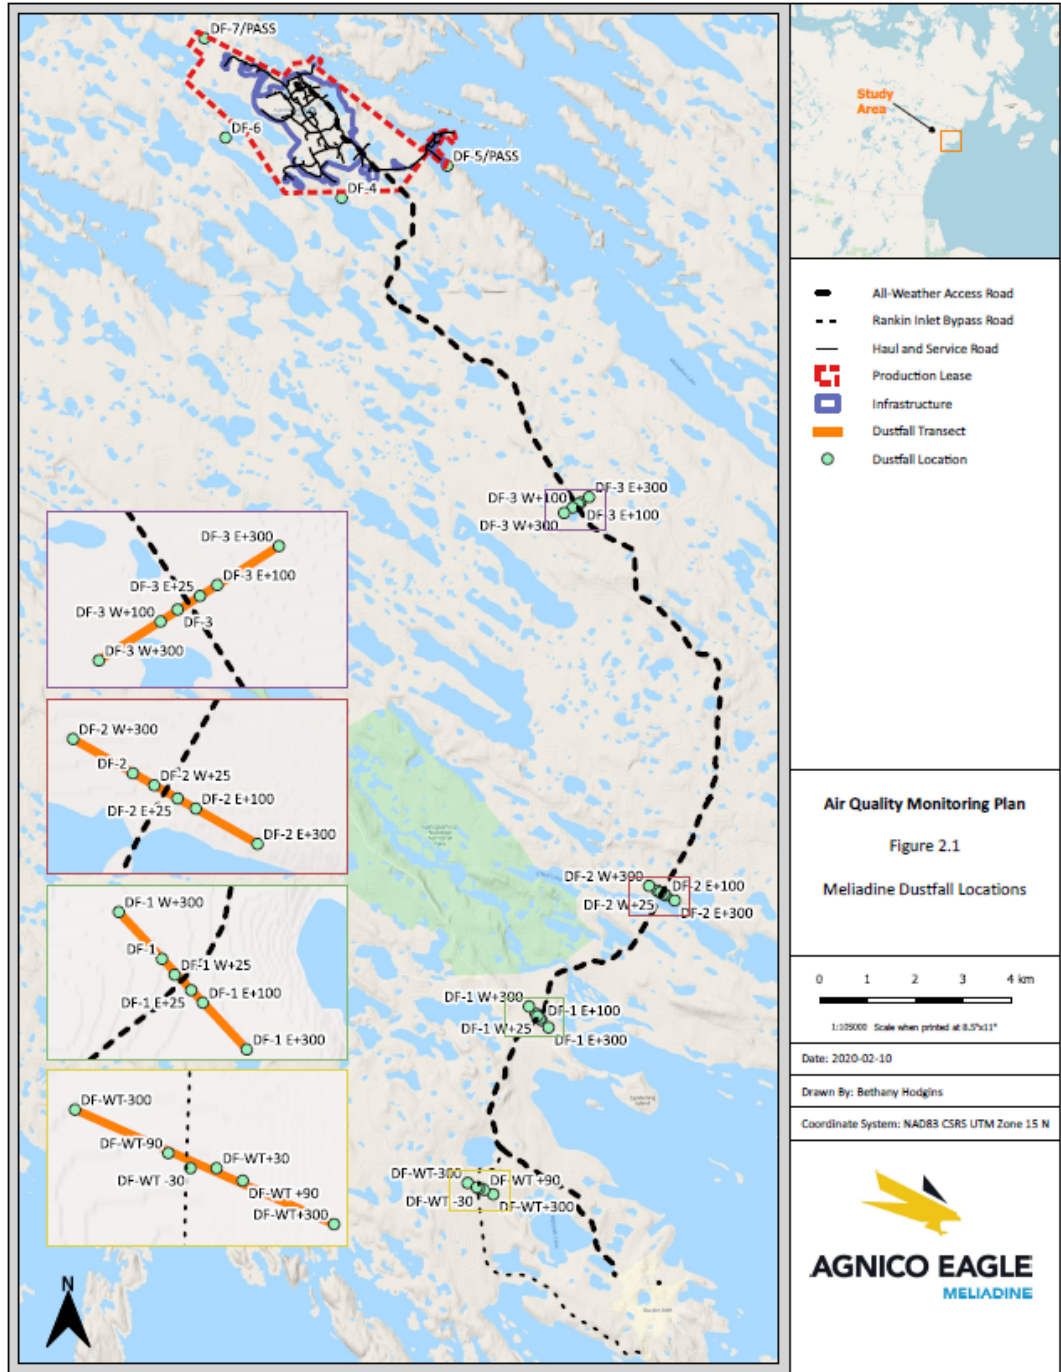 DF-7/PASS
DF-6
DF-5/PASS
DF-4
DF-3 E+300
DF-3 W+100
DF-3 E+100
DF-3 W+300
DF-3 E+300
DF-3 E+100
DF-3 E+25
DF-3 W+100
DF-3
DF-3 W+300
DF-2 W+300
DF-2
DF-2 W+25
DF-2 E+25
DF-2 E+100
DF-2 E+300
DF-2 W+300
DF-2 E+100
DF-2 W+25
DF-2 E+300
DF-1 W+300
DF-1
DF-1 W+25
DF-1 E+25
DF-1 E+100
DF-1 E+300
DF-1 W+300
DF-1 E+100
DF-1 W+25
DF-1 E+300
DF-WT-300
DF-WT-90
DF-WT+30
DF-WT -30
DF-WT +90
DF-WT+300
DF-WT-300
DF-WT +90
DF-WT -30
DF-WT+300
N
Study
Area
All-Weather Access Road
Rankin Inlet Bypass Road
Haul and Service Road
Production Lease
Infrastructure
Dustfall Transect
Dustfall Location
Air Quality Monitoring Plan
Figure 2.1
Meliadine Dustfall Locations
0 1 2 3 4 km
1:105000 Scale when printed at 8.5"x11"
Date: 2020-02-10
Drawn By: Bethany Hodgins
Coordinate System: NAD83 CSRS UTM Zone 15 N
AGNICO EAGLE
MELIADINE